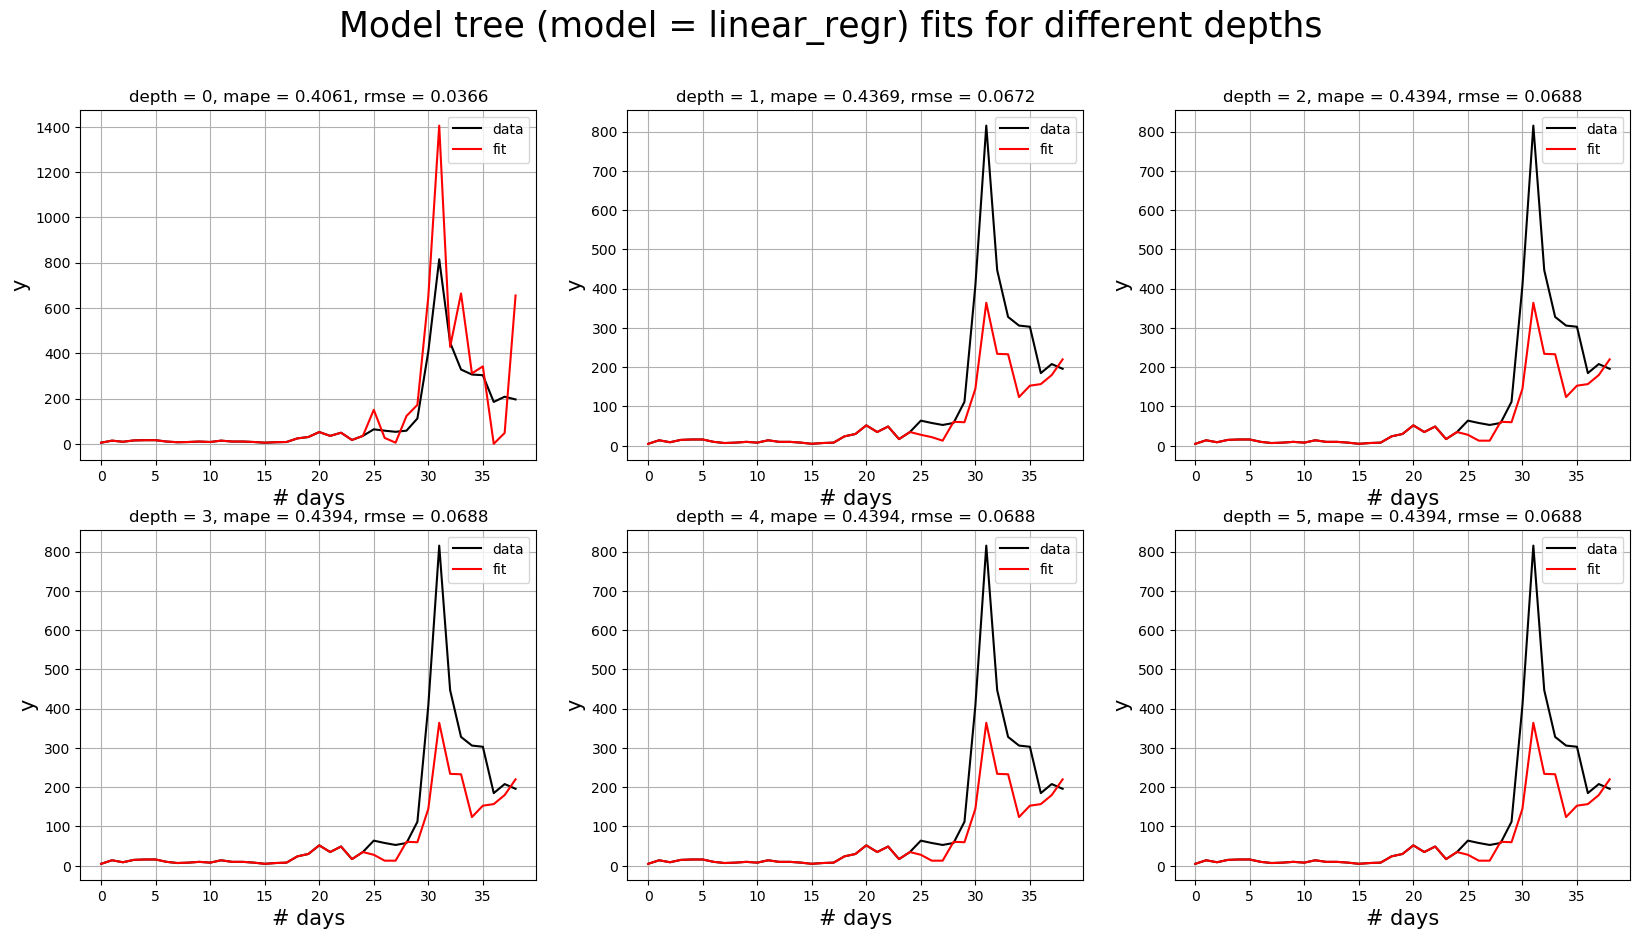 Model tree (model = linear_regr) fits for different depths
depth = 0, mape = 0.4061, rmse = 0.0366
1400
1200
1000
800
600
400
200
0
y
data
fit
0 5 10 15 20 25 30 35
# days
depth = 1, mape = 0.4369, rmse = 0.0672
800
700
600
500
400
300
200
100
0
y
data
fit
0 5 10 15 20 25 30 35
# days
depth = 2, mape = 0.4394, rmse = 0.0688
800
700
600
500
400
300
200
100
0
y
data
fit
0 5 10 15 20 25 30 35
# days
depth = 3, mape = 0.4394, rmse = 0.0688
800
700
600
500
400
300
200
100
0
y
data
fit
0 5 10 15 20 25 30 35
# days
depth = 4, mape = 0.4394, rmse = 0.0688
800
700
600
500
400
300
200
100
0
y
data
fit
0 5 10 15 20 25 30 35
# days
depth = 5, mape = 0.4394, rmse = 0.0688
800
700
600
500
400
300
200
100
0
y
data
fit
0 5 10 15 20 25 30 35
# days